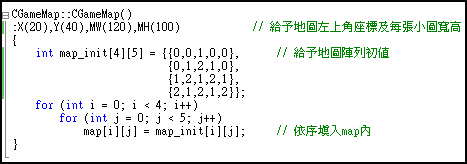 CGameMap::CGameMap()
:X(20),Y(40),MW(120),MH(100) // 給予地圖左上角座標及每張小圖寬高
{
int map_init[4][5] = {{0,0,1,0,0}, // 給予地圖陣列初值
{0,1,2,1,0},
{1,2,1,2,1},
{2,1,2,1,2}};
for (int i = 0; i < 4; i++)
for (int j = 0; j < 5; j++)
map[i][j] = map_init[i][j]; // 依序填入map內
}